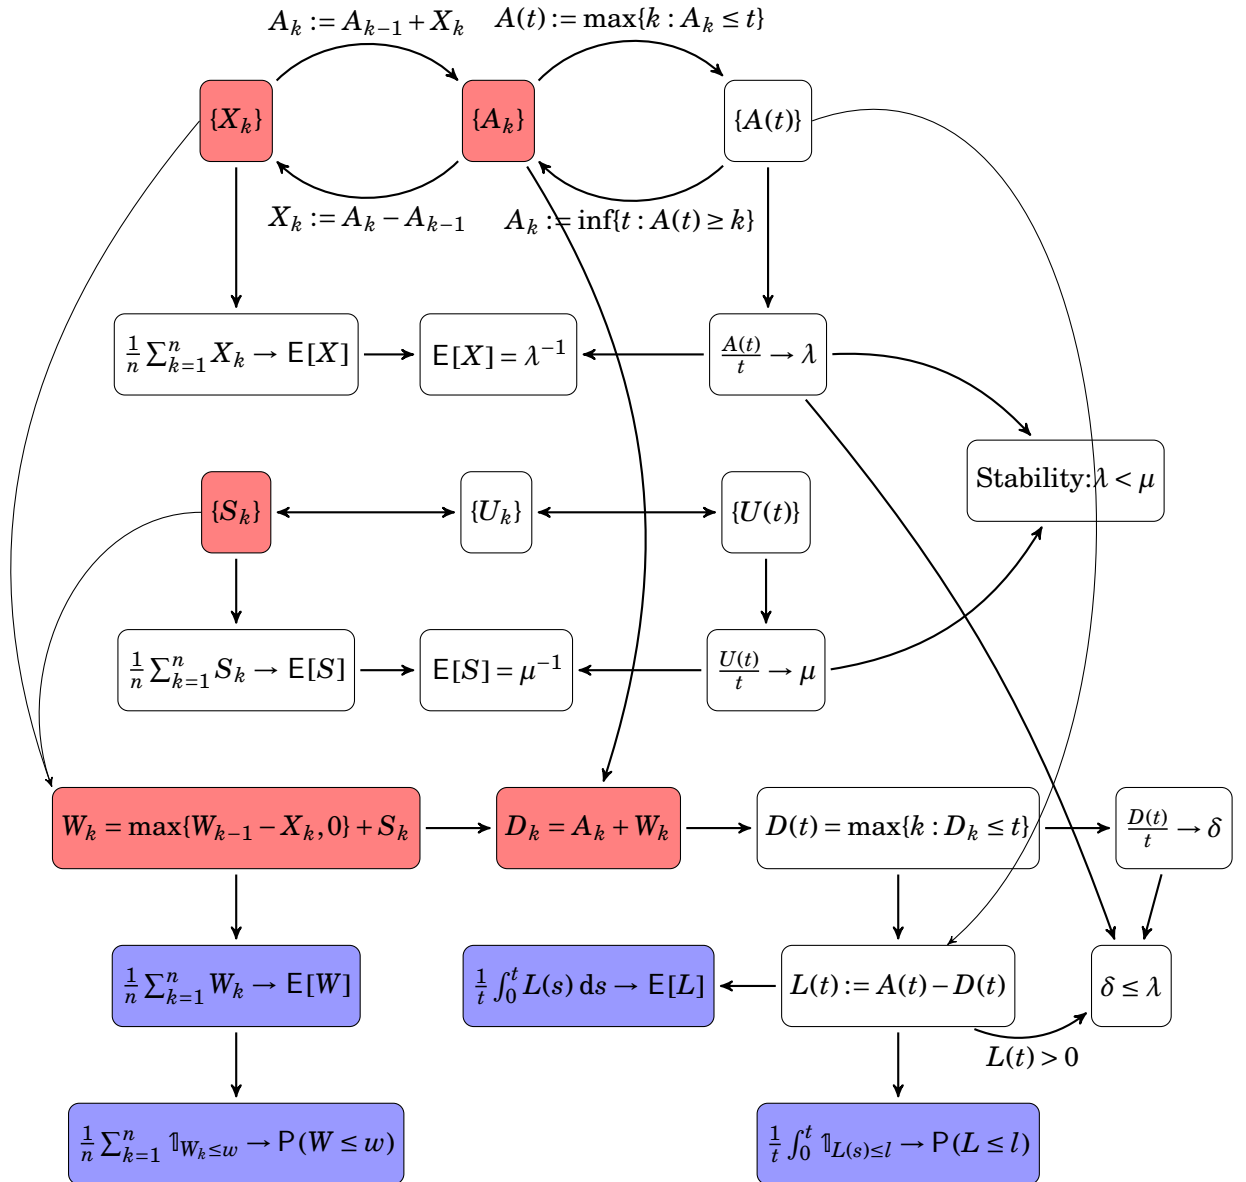 A_k := A_{k−1} + X_k
A(t) := max{k : A_k ≤ t}
{X_k}
{A_k}
{A(t)}
X_k := A_k − A_{k−1}
A_k := inf{t : A(t) ≥ k}
1/n ∑_{k=1}^n X_k → E[X]
E[X] = λ^{−1}
A(t)/t → λ
Stability: λ < μ
{S_k}
{U_k}
{U(t)}
1/n ∑_{k=1}^n S_k → E[S]
E[S] = μ^{−1}
U(t)/t → μ
W_k = max{W_{k−1} − X_k, 0} + S_k
D_k = A_k + W_k
D(t) = max{k : D_k ≤ t}
D(t)/t → δ
1/n ∑_{k=1}^n W_k → E[W]
1/t ∫_0^t L(s) ds → E[L]
L(t) := A(t) − D(t)
δ ≤ λ
L(t) > 0
1/n ∑_{k=1}^n 𝟙_{W_k ≤ w} → P(W ≤ w)
1/t ∫_0^t 𝟙_{L(s) ≤ l} → P(L ≤ l)